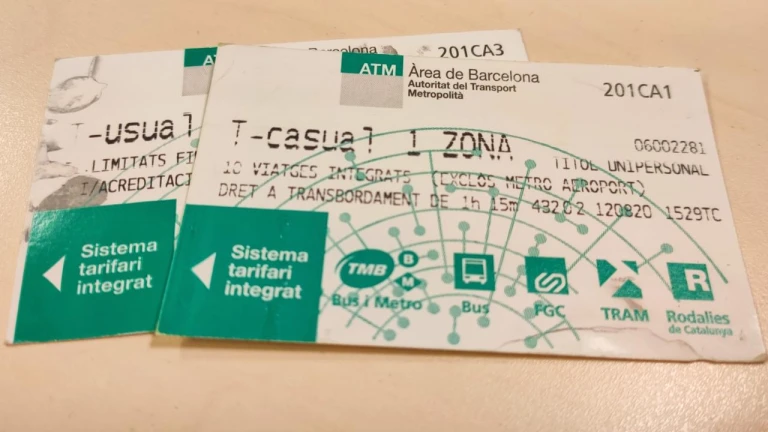 Barcelona
201CA3
AT
T-usual
LIMITATS
I/ACREDITACI
Sistema
tarifari
integrat
ATM
Àrea de Barcelona
Autoritat del Transport
Metropolità
201CA1
T-casual 1 ZONA
06002281
TITOL UNIPERSONAL
10 VIATGES INTEGRATS (EXCLOS METRO AEROPORT)
DRET A TRANSBORDAMENT DE 1h 15m 43202 120820 1529TC
Sistema
tarifari
integrat
TMB
B
M
Bus i Metro
Bus
FGC
TRAM
R
Rodalies
de Catalunya